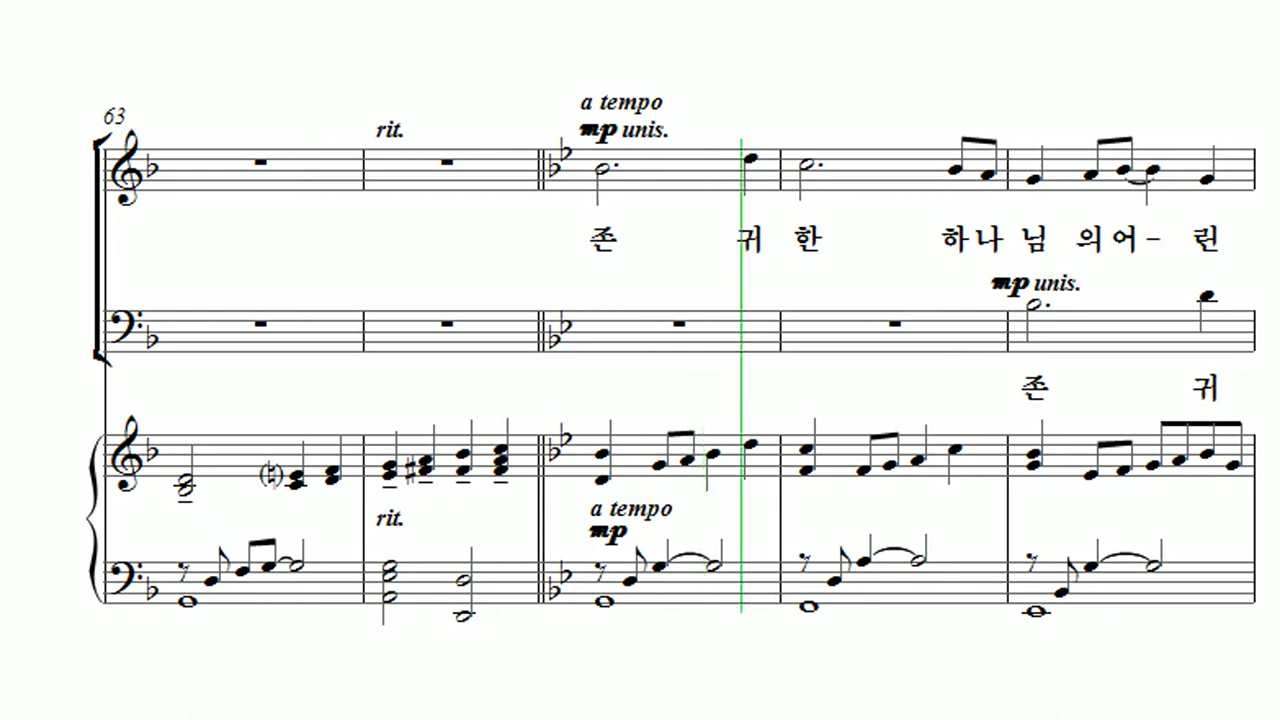 63
rit.
a tempo
mp unis.
존 귀 한 하 나 님 의 어 - 린
mp unis.
존 귀
rit.
a tempo
mp